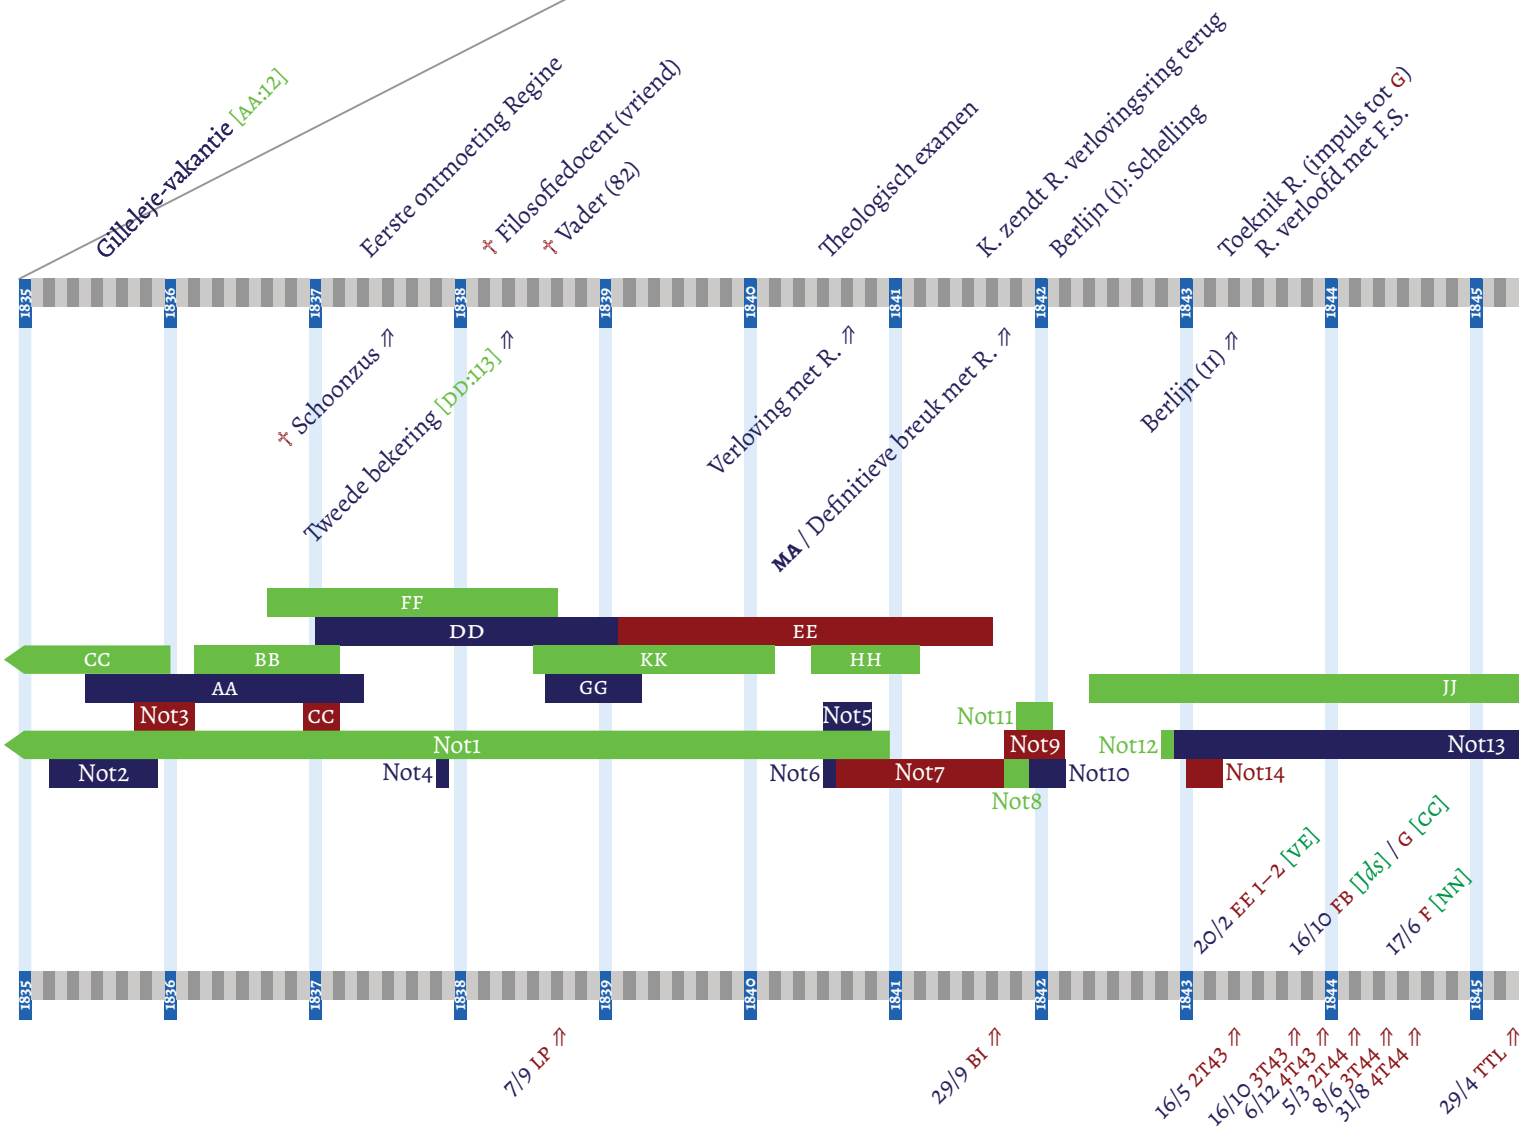 Gilleleje-vakantie [AA:12]
Eerste ontmoeting Regine
† Filosofiedocent (vriend)
† Vader (82)
Theologisch examen
K. zendt R. verlovingsring terug
Berlijn (I): Schelling
Toeknik R. (impuls tot G)
R. verloofd met F.S.
1835 1836 1837 1838 1839 1840 1841 1842 1843 1844 1845
† Schoonzus ⇗
Tweede bekering [DD:113] ⇗
Verloving met R. ⇗
MA / Definitieve breuk met R. ⇗
Berlijn (II) ⇗
FF
DD EE
CC BB KK HH
AA GG JJ
Not3 CC Not5 Not11
Not1 Not9 Not12 Not13
Not2 Not4 Not6 Not7 Not10 Not14
Not8
20/2 EE 1–2 [VE]
16/10 FB [Jds] / G [CC]
17/6 F [NN]
1835 1836 1837 1838 1839 1840 1841 1842 1843 1844 1845
7/9 LP ⇗
29/9 BI ⇗
16/5 2T43 ⇗
16/10 3T43 ⇗
6/12 4T43 ⇗
5/3 2T44 ⇗
8/6 3T44 ⇗
31/8 4T44 ⇗
29/4 TTL ⇗